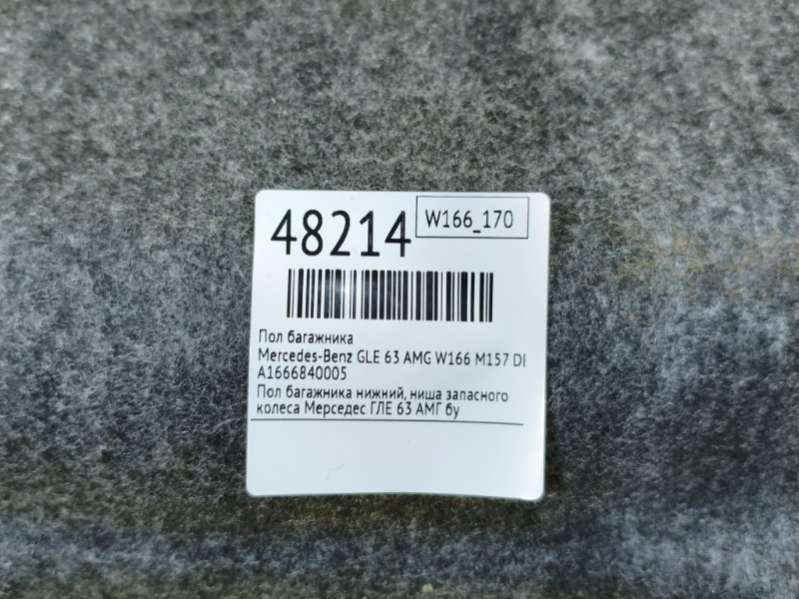 48214
W166_170
Пол багажника
Mercedes-Benz GLE 63 AMG W166 M157 DE
A1666840005
Пол багажника нижний, ниша запасного
колеса Мерседес ГЛЕ 63 АМГ бу